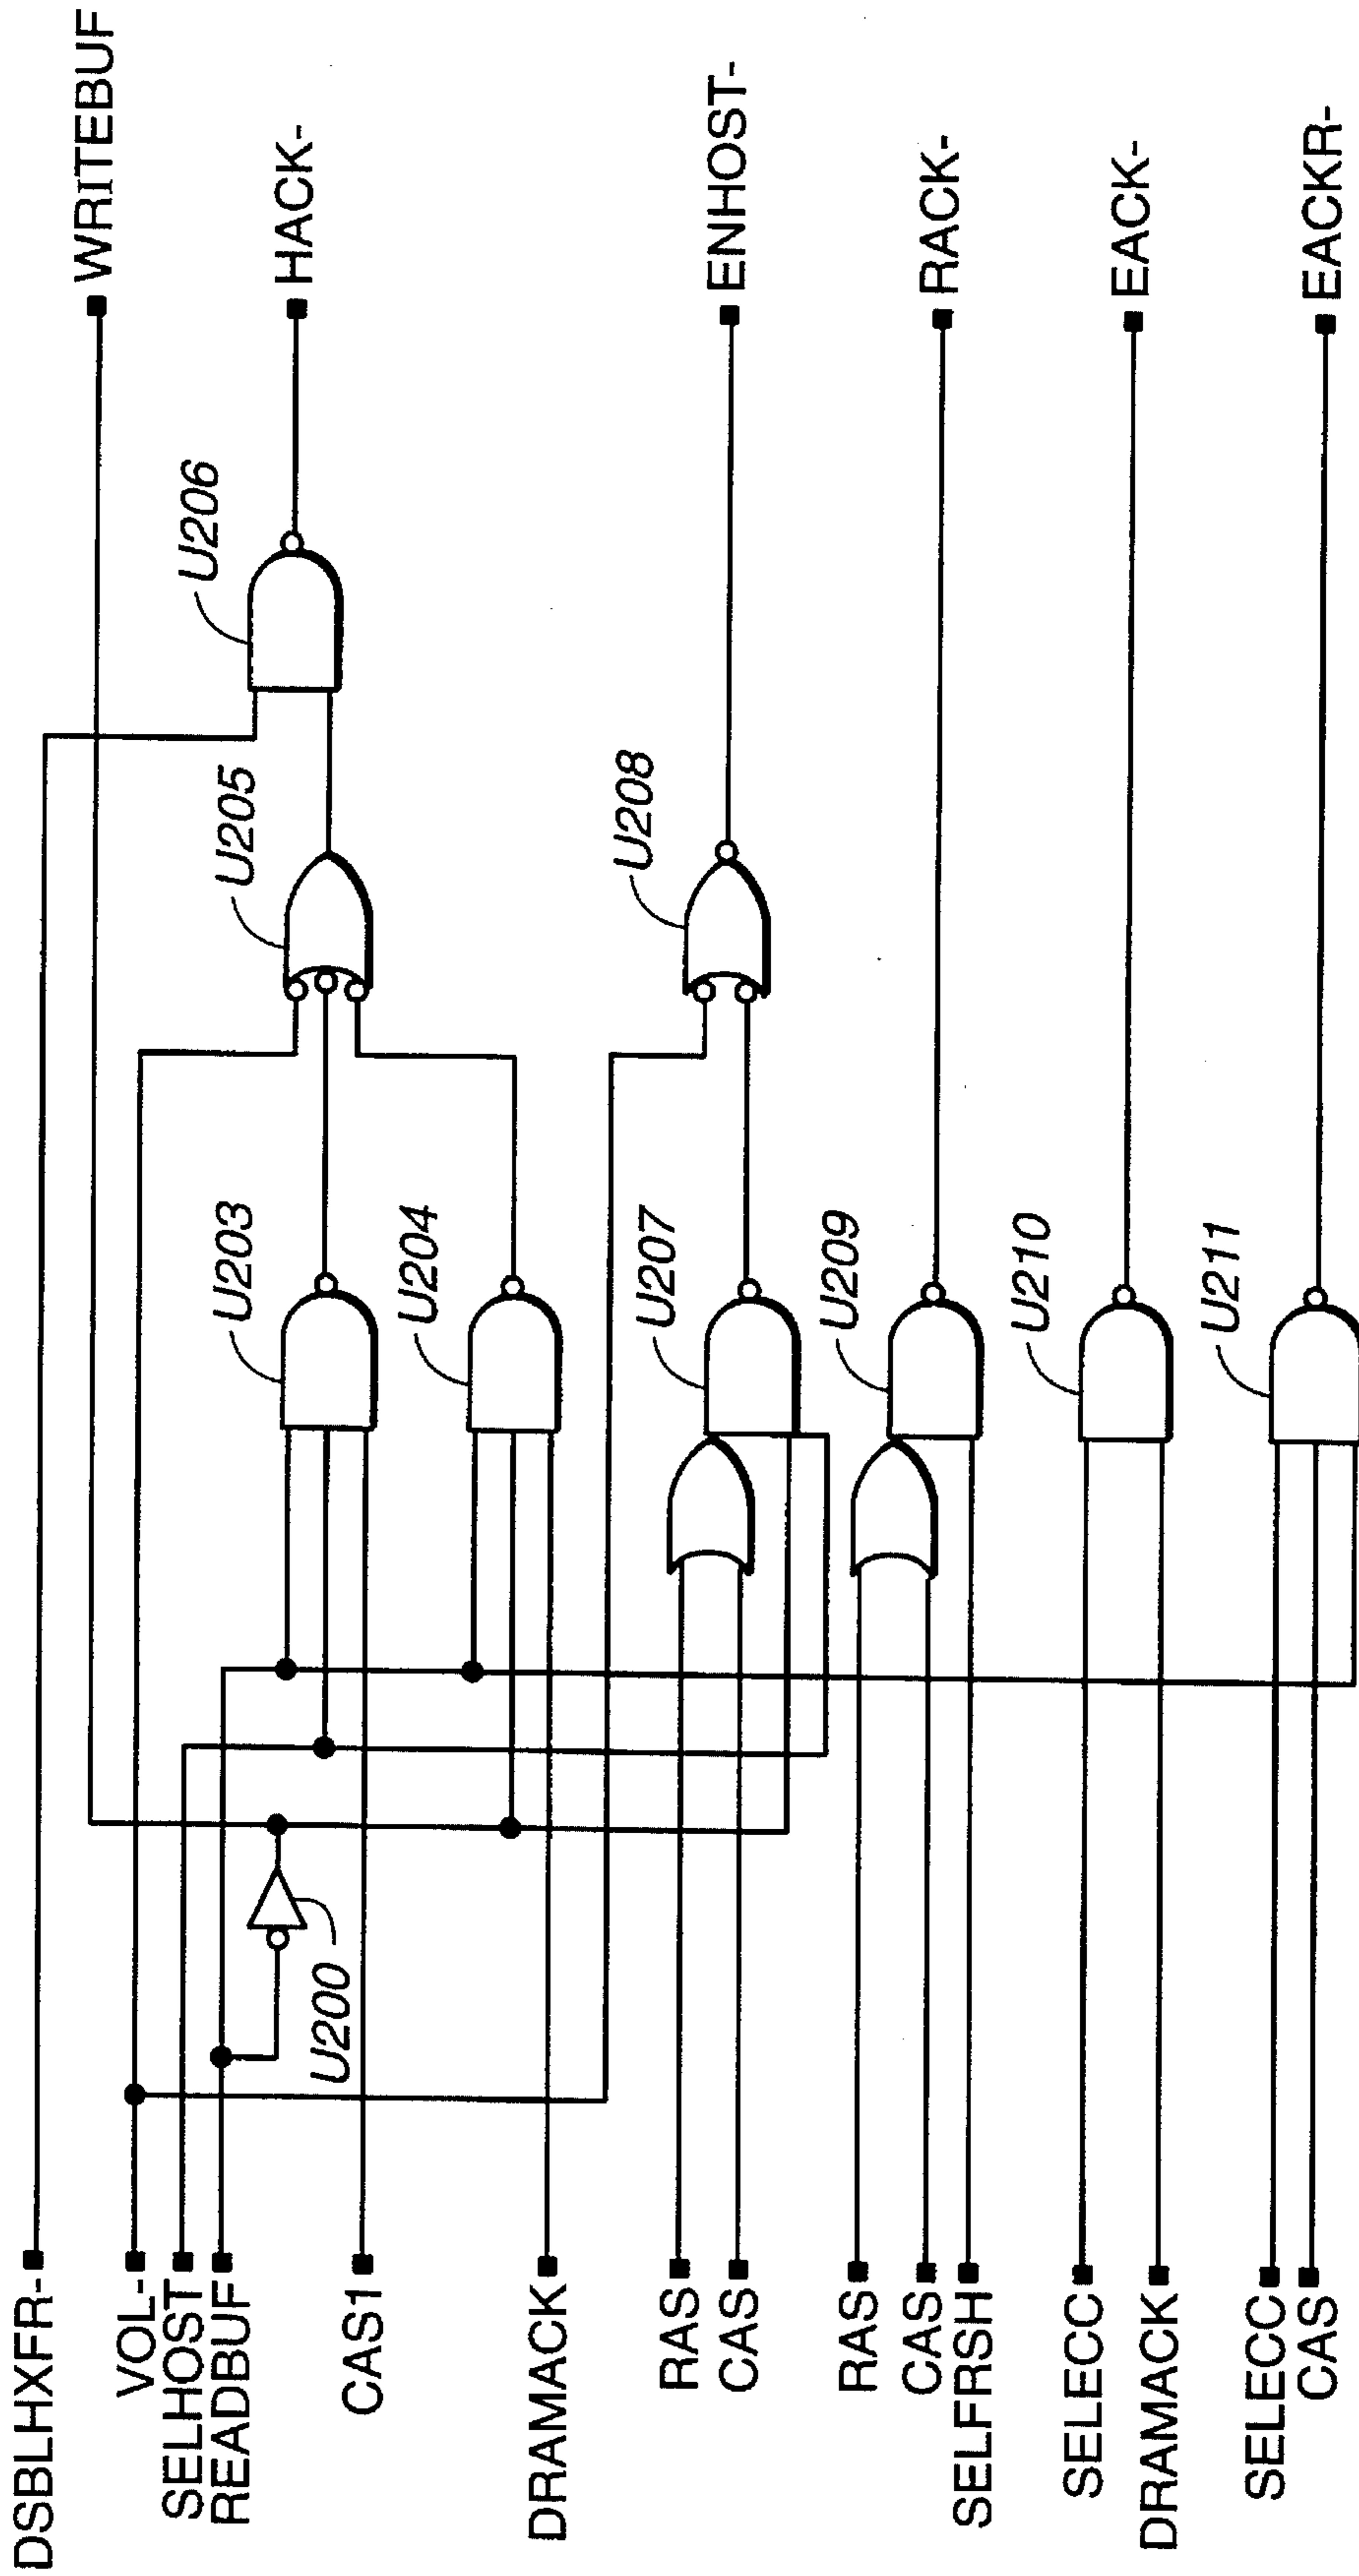 DSBLHXFR-
VOL-
SELHOST
READBUF
CAS1
DRAMACK
RAS
CAS
RAS
CAS
SELFRSH
SELECC
DRAMACK
SELECC
CAS
U200
U203
U204
U207
U209
U210
U211
U205
U208
U206
WRITEBUF
HACK-
ENHOST-
RACK-
EACK-
EACKR-